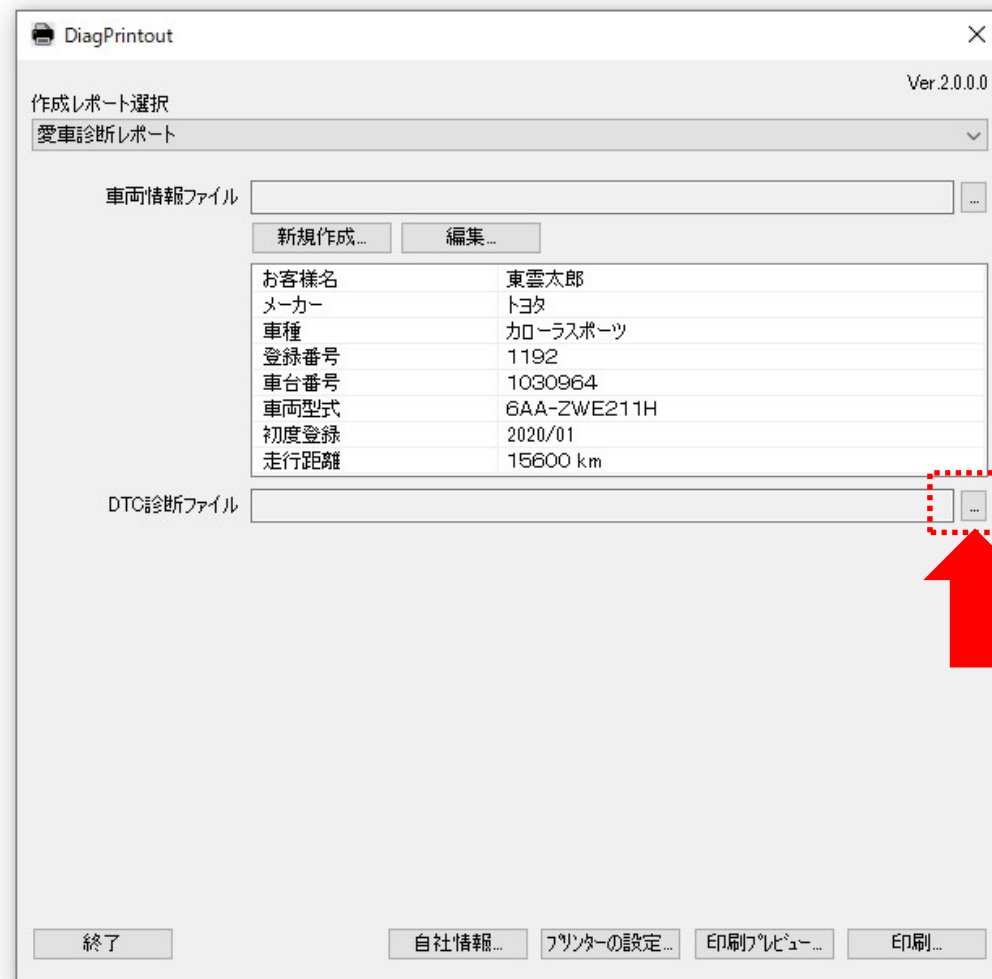 DiagPrintout
Ver.2.0.0.0
作成レポート選択
愛車診断レポート
車両情報ファイル ...
新規作成... 編集...
お客様名 東雲太郎
メーカー トヨタ
車種 カローラスポーツ
登録番号 1192
車台番号 1030964
車両型式 6AA-ZWE211H
初度登録 2020/01
走行距離 15600 km
DTC診断ファイル ...
終了 自社情報... プリンターの設定... 印刷プレビュー... 印刷...